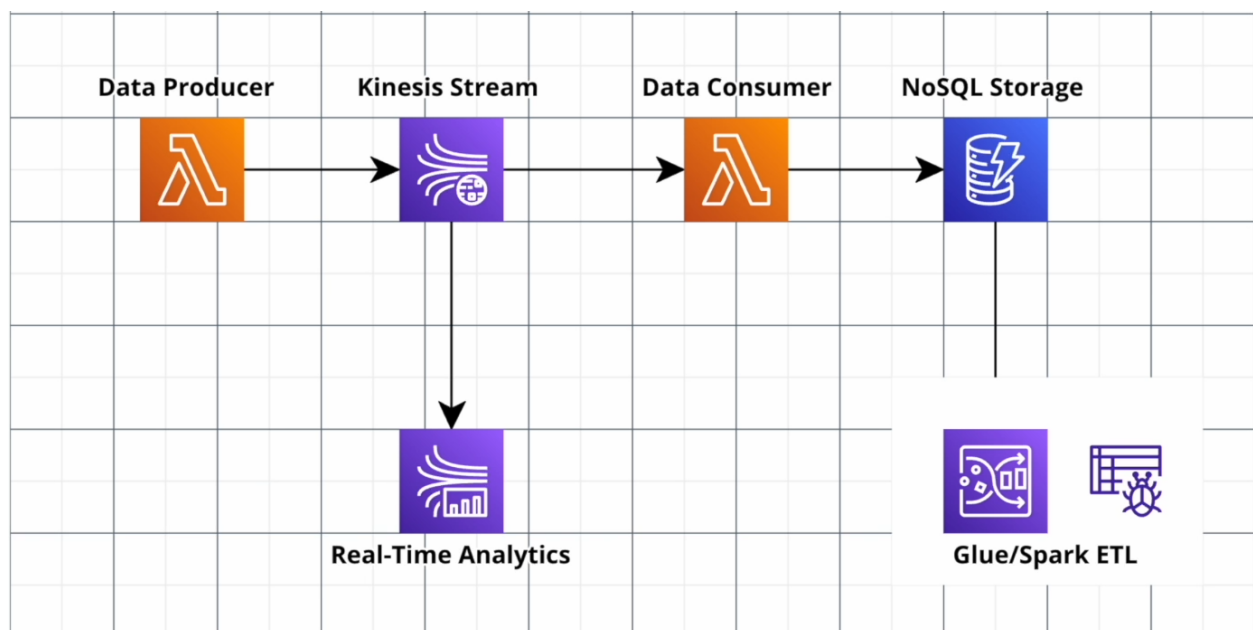 Data Producer
Kinesis Stream
Data Consumer
NoSQL Storage
Real-Time Analytics
Glue/Spark ETL